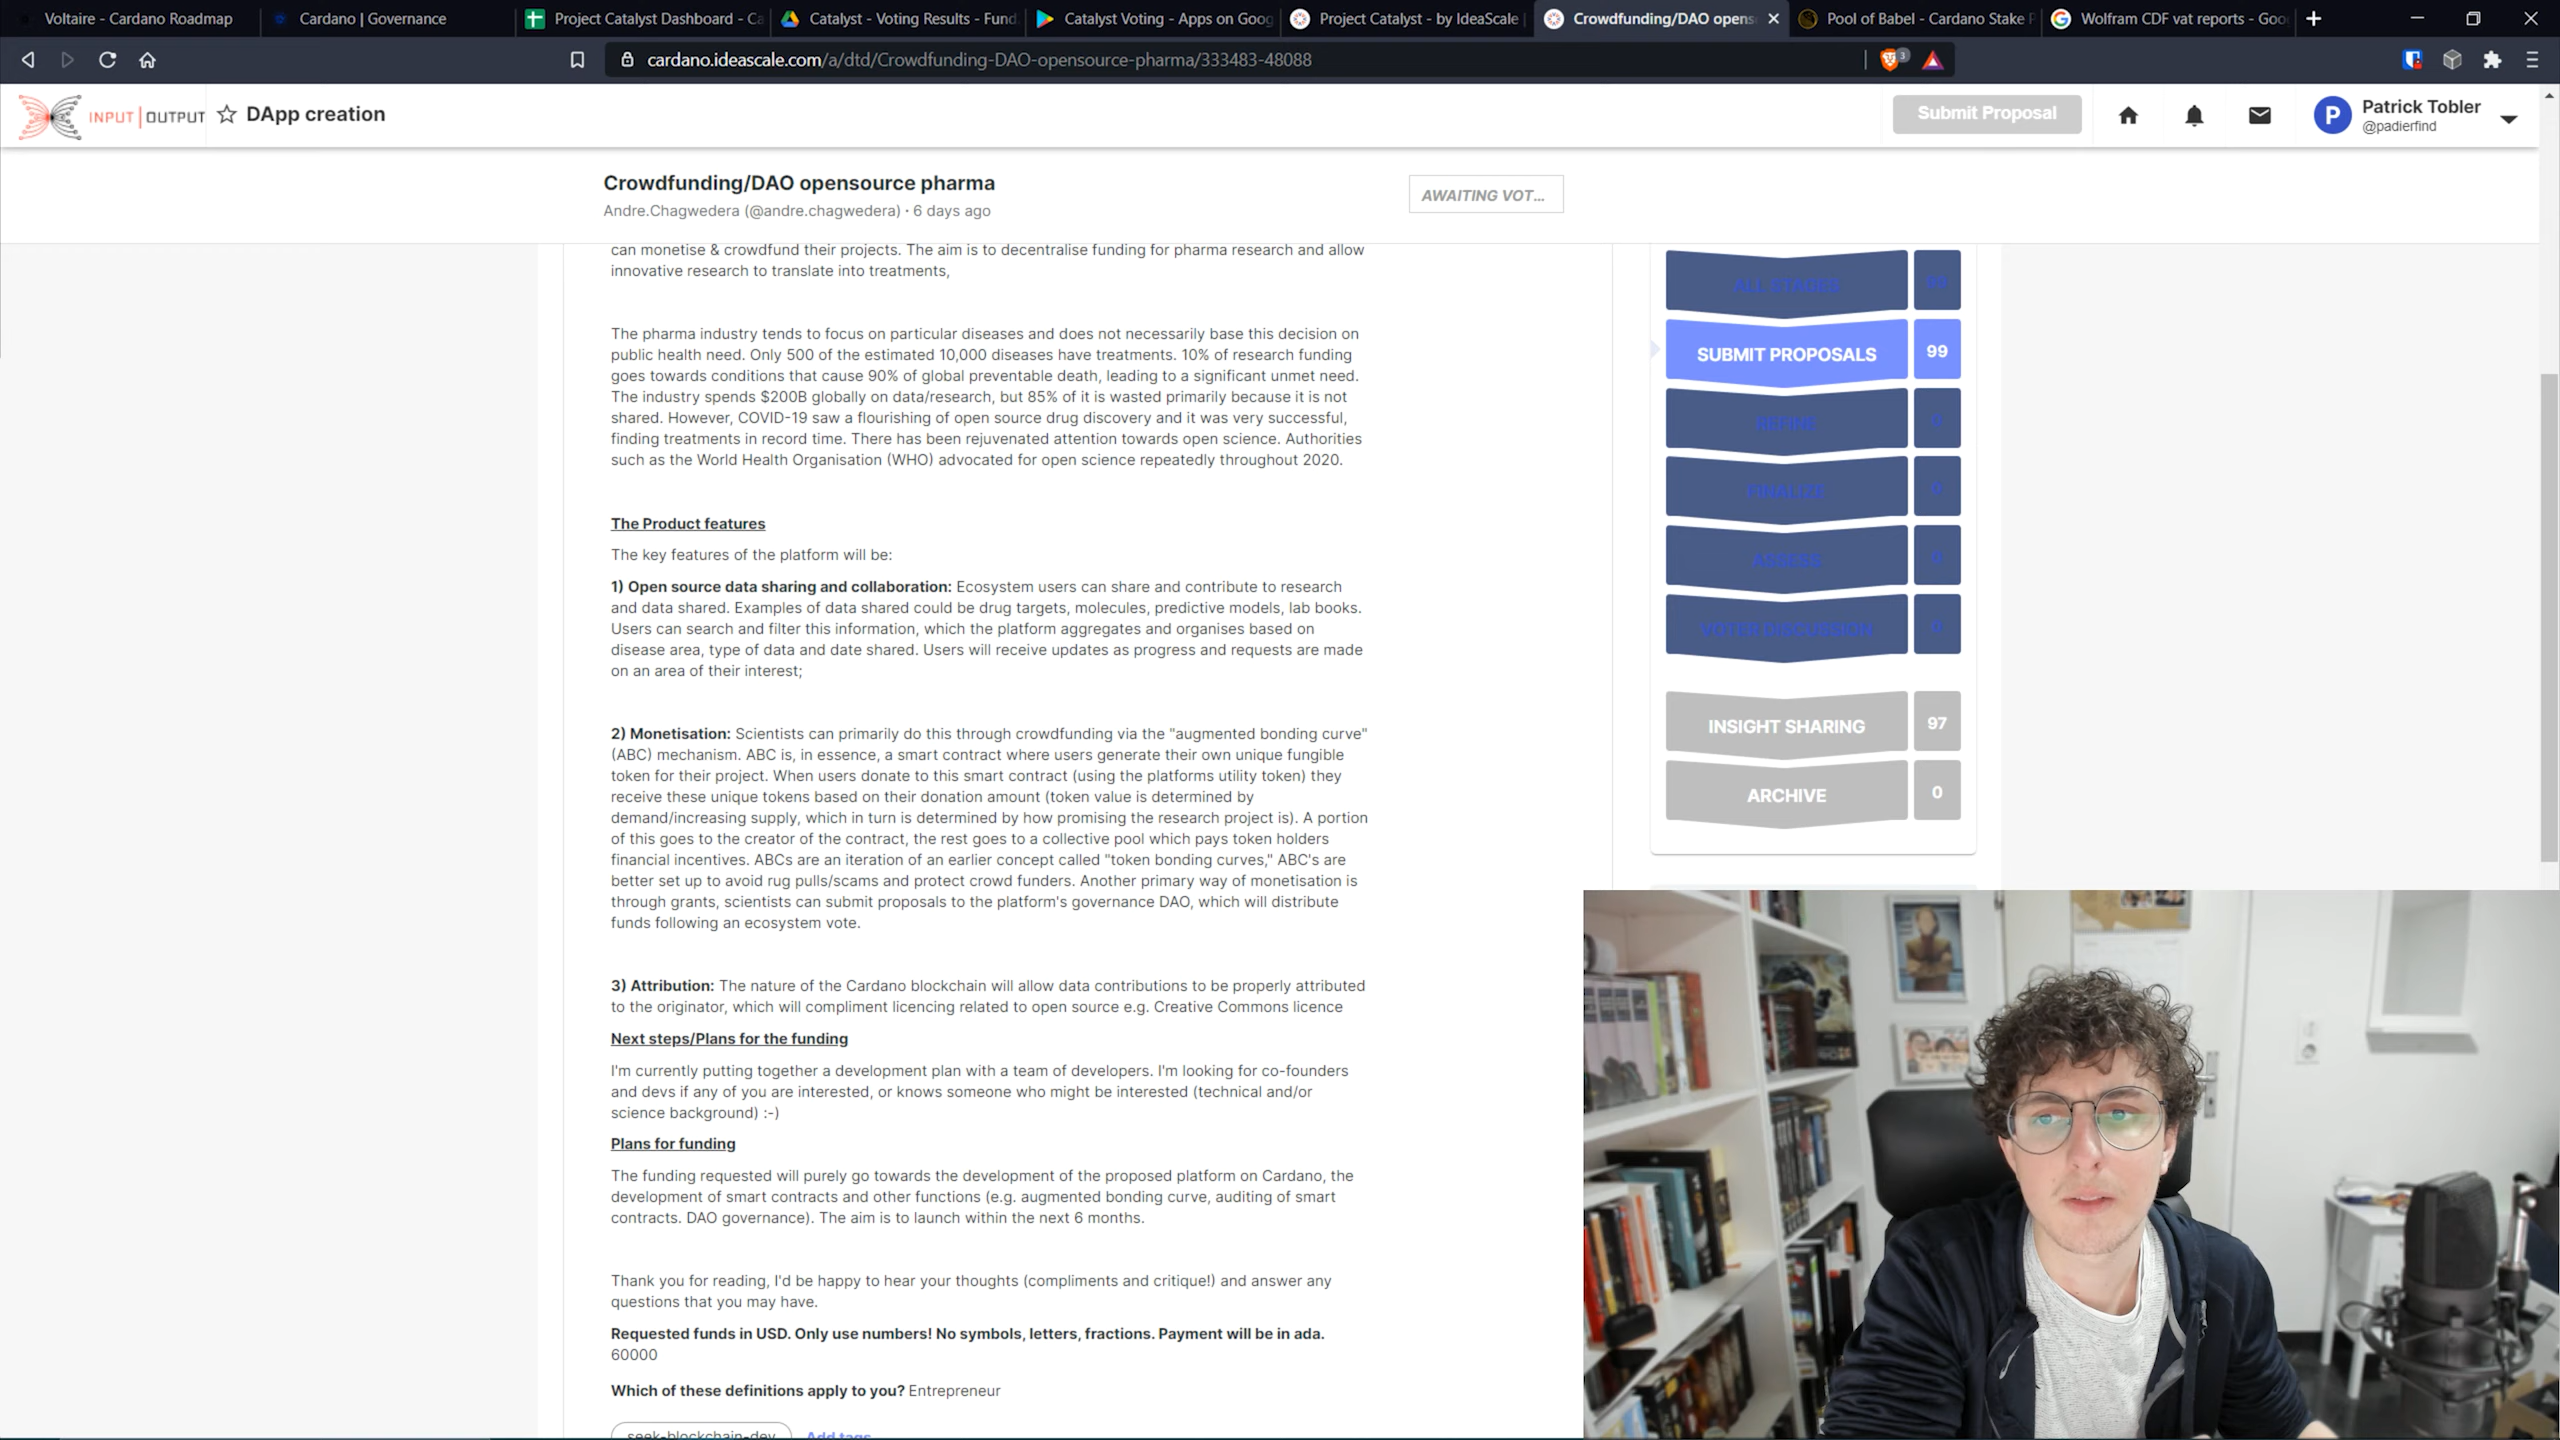 Voltaire - Cardano Roadmap
Cardano | Governance
Project Catalyst Dashboard - Ca
Catalyst - Voting Results - Fund
Catalyst Voting - Apps on Goog
Project Catalyst - by IdeaScale |
Crowdfunding/DAO opens
Pool of Babel - Cardano Stake P
Wolfram CDF vat reports - Goo
cardano.ideascale.com/a/dtd/Crowdfunding-DAO-opensource-pharma/333483-48088
3
INPUT | OUTPUT
DApp creation
Submit Proposal
P
Patrick Tobler
@padierfind
Crowdfunding/DAO opensource pharma
Andre.Chagwedera (@andre.chagwedera) · 6 days ago
AWAITING VOT...
can monetise & crowdfund their projects. The aim is to decentralise funding for pharma research and allow
innovative research to translate into treatments,
The pharma industry tends to focus on particular diseases and does not necessarily base this decision on
public health need. Only 500 of the estimated 10,000 diseases have treatments. 10% of research funding
goes towards conditions that cause 90% of global preventable death, leading to a significant unmet need.
The industry spends $200B globally on data/research, but 85% of it is wasted primarily because it is not
shared. However, COVID-19 saw a flourishing of open source drug discovery and it was very successful,
finding treatments in record time. There has been rejuvenated attention towards open science. Authorities
such as the World Health Organisation (WHO) advocated for open science repeatedly throughout 2020.
The Product features
The key features of the platform will be:
1) Open source data sharing and collaboration: Ecosystem users can share and contribute to research
and data shared. Examples of data shared could be drug targets, molecules, predictive models, lab books.
Users can search and filter this information, which the platform aggregates and organises based on
disease area, type of data and date shared. Users will receive updates as progress and requests are made
on an area of their interest;
2) Monetisation: Scientists can primarily do this through crowdfunding via the "augmented bonding curve"
(ABC) mechanism. ABC is, in essence, a smart contract where users generate their own unique fungible
token for their project. When users donate to this smart contract (using the platforms utility token) they
receive these unique tokens based on their donation amount (token value is determined by
demand/increasing supply, which in turn is determined by how promising the research project is). A portion
of this goes to the creator of the contract, the rest goes to a collective pool which pays token holders
financial incentives. ABCs are an iteration of an earlier concept called "token bonding curves," ABC's are
better set up to avoid rug pulls/scams and protect crowd funders. Another primary way of monetisation is
through grants, scientists can submit proposals to the platform's governance DAO, which will distribute
funds following an ecosystem vote.
3) Attribution: The nature of the Cardano blockchain will allow data contributions to be properly attributed
to the originator, which will compliment licencing related to open source e.g. Creative Commons licence
Next steps/Plans for the funding
I'm currently putting together a development plan with a team of developers. I'm looking for co-founders
and devs if any of you are interested, or knows someone who might be interested (technical and/or
science background) :-)
Plans for funding
The funding requested will purely go towards the development of the proposed platform on Cardano, the
development of smart contracts and other functions (e.g. augmented bonding curve, auditing of smart
contracts. DAO governance). The aim is to launch within the next 6 months.
Thank you for reading, I'd be happy to hear your thoughts (compliments and critique!) and answer any
questions that you may have.
Requested funds in USD. Only use numbers! No symbols, letters, fractions. Payment will be in ada.
60000
Which of these definitions apply to you? Entrepreneur
seek-blockchain-dev
Add tags
ALL STAGES
SUBMIT PROPOSALS 99
REFINE 0
FINALIZE 0
ASSESS 0
VOTER DISCUSSION 0
INSIGHT SHARING 97
ARCHIVE 0